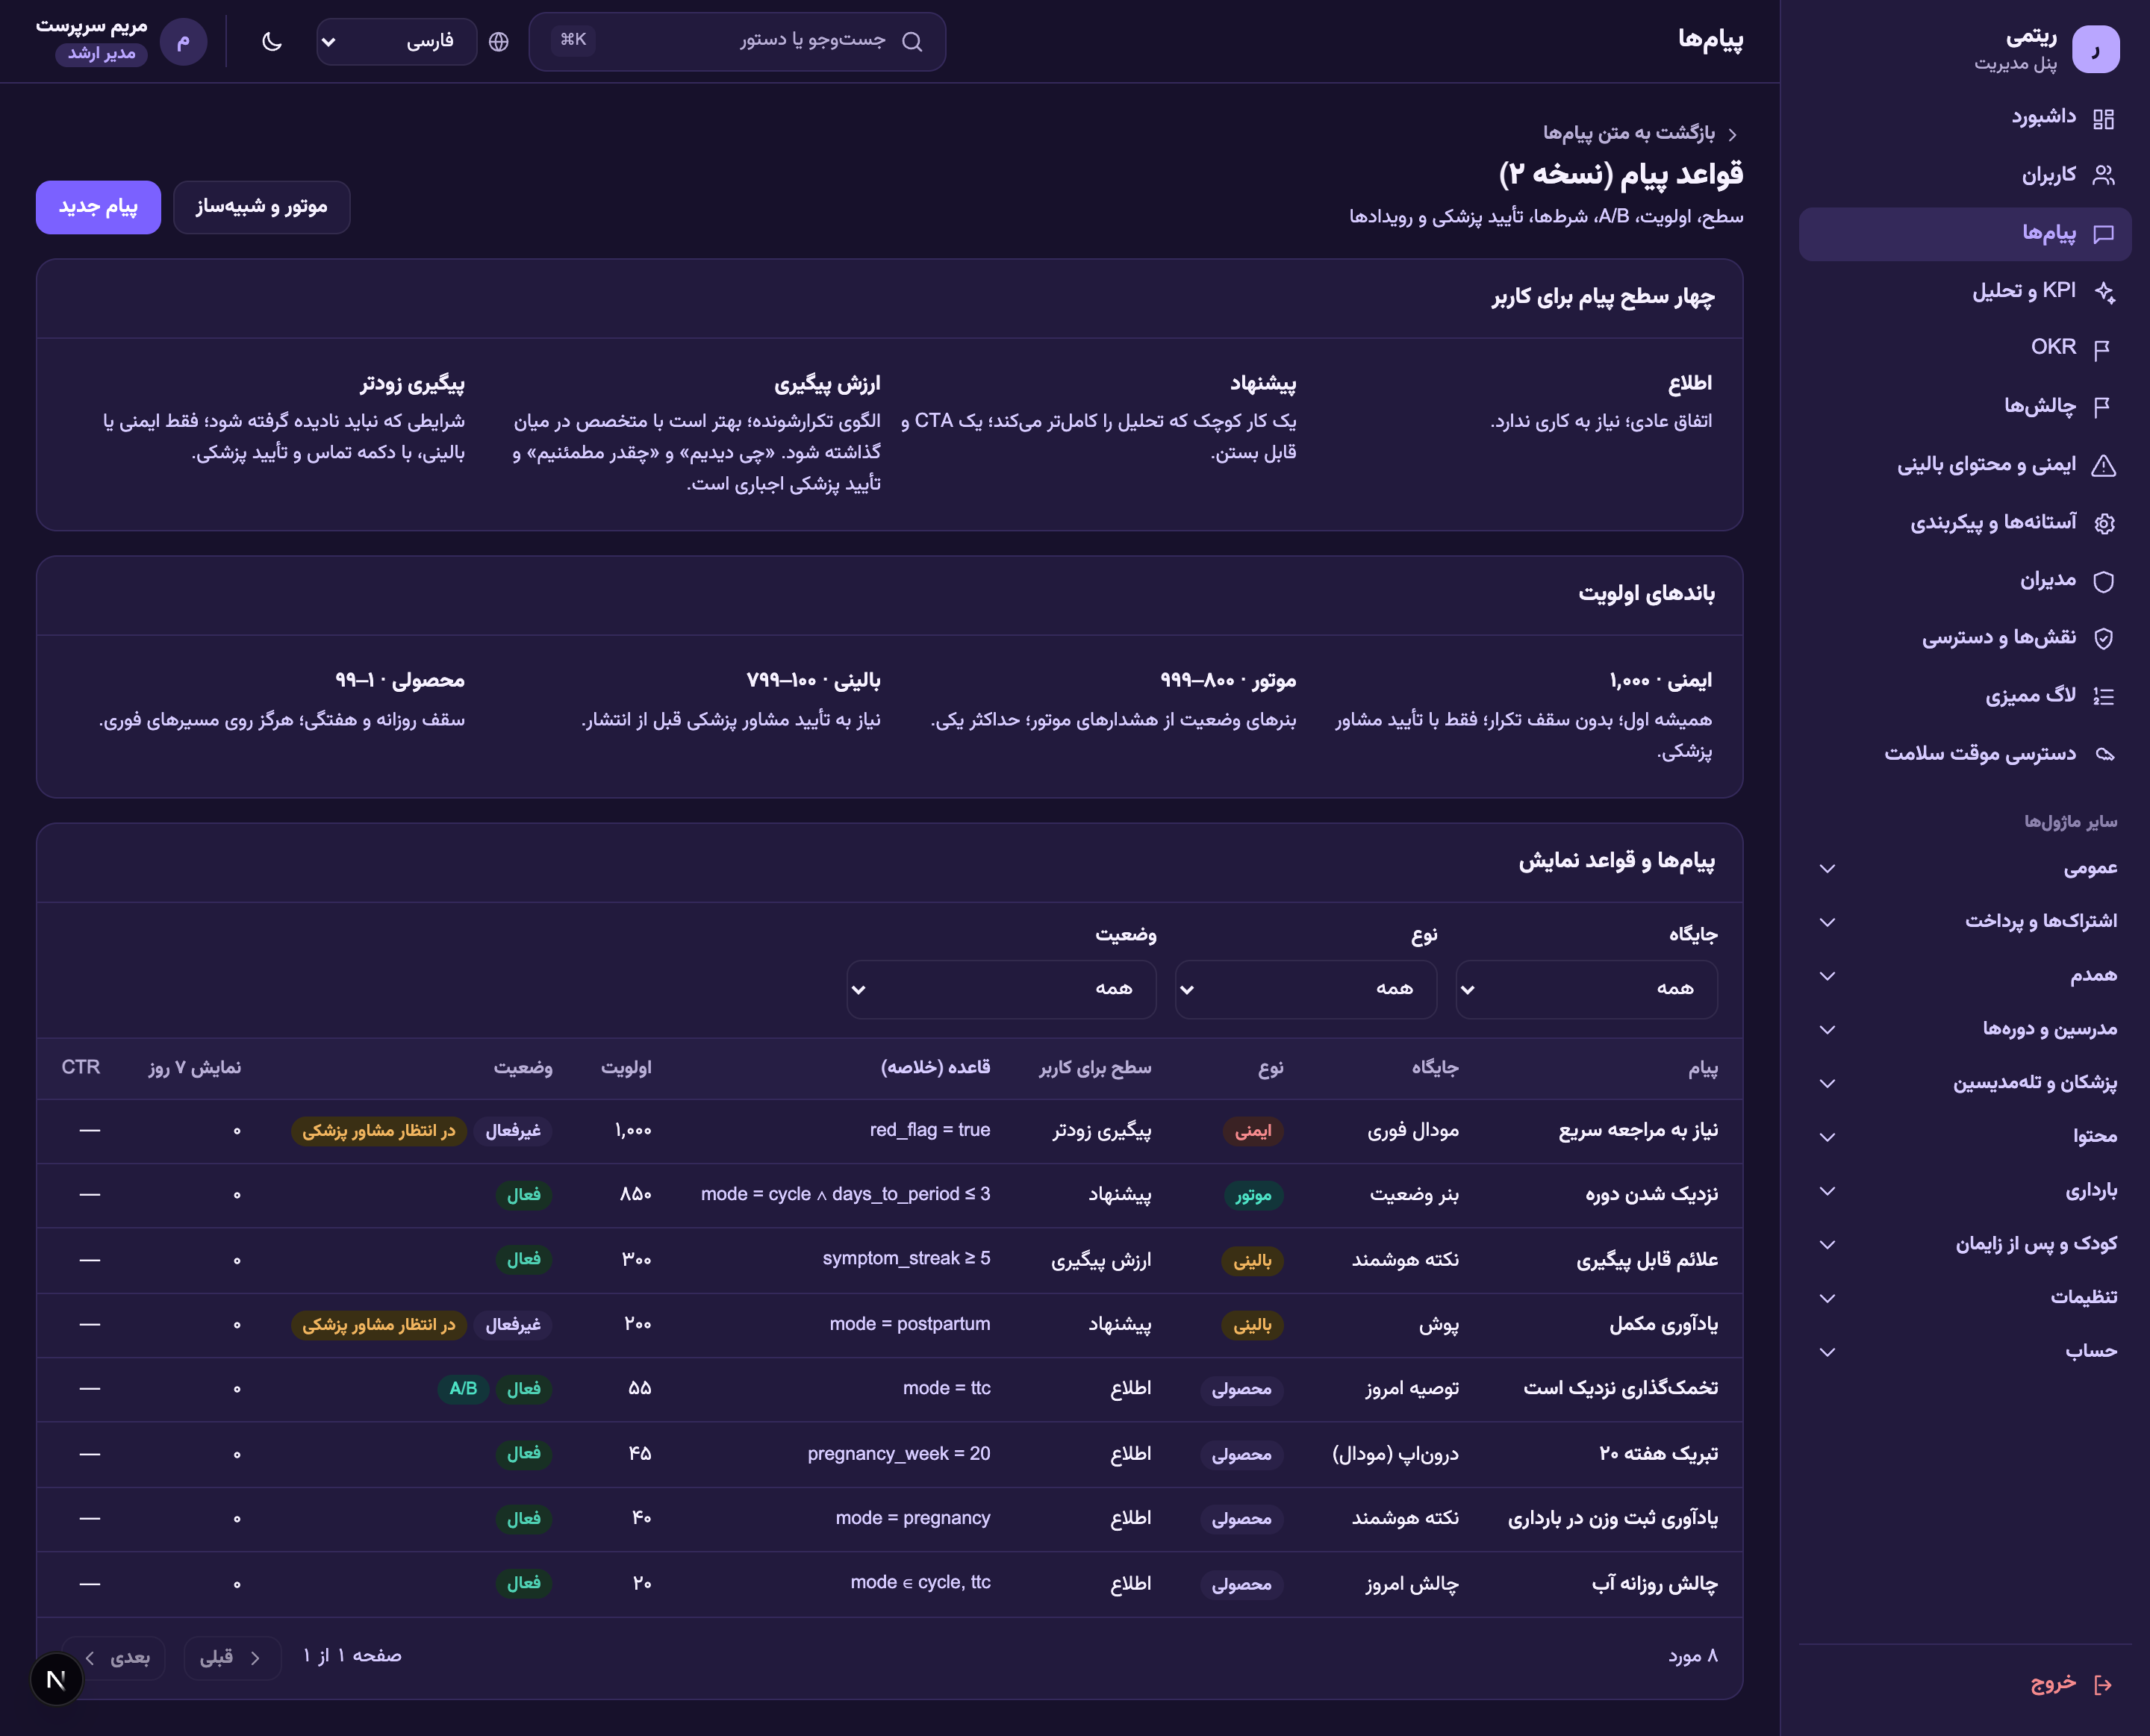 ر
ریتمی
پنل مدیریت
داشبورد
کاربران
پیام‌ها
KPI و تحلیل
OKR
چالش‌ها
ایمنی و محتوای بالینی
آستانه‌ها و پیکربندی
مدیران
نقش‌ها و دسترسی
لاگ ممیزی
دسترسی موقت سلامت
سایر ماژول‌ها
عمومی
اشتراک‌ها و پرداخت
همدم
مدرسین و دوره‌ها
پزشکان و تله‌مدیسین
محتوا
بارداری
کودک و پس از زایمان
تنظیمات
حساب
خروج
پیام‌ها
جست‌وجو یا دستور ⌘K
فارسی
م
مریم سرپرست
مدیر ارشد
بازگشت به متن پیام‌ها
قواعد پیام (نسخه ۲)
سطح، اولویت، A/B، شرط‌ها، تأیید پزشکی و رویدادها
موتور و شبیه‌ساز
پیام جدید
چهار سطح پیام برای کاربر
اطلاع
اتفاق عادی؛ نیاز به کاری ندارد.
پیشنهاد
یک کار کوچک که تحلیل را کامل‌تر می‌کند؛ یک CTA و
قابل بستن.
ارزش پیگیری
الگوی تکرارشونده؛ بهتر است با متخصص در میان
گذاشته شود. «چی دیدیم» و «چقدر مطمئنیم» و
تأیید پزشکی اجباری است.
پیگیری زودتر
شرایطی که نباید نادیده گرفته شود؛ فقط ایمنی یا
بالینی، با دکمه تماس و تأیید پزشکی.
باندهای اولویت
ایمنی · ۱,۰۰۰
همیشه اول؛ بدون سقف تکرار؛ فقط با تأیید مشاور
پزشکی.
موتور · ۸۰۰–۹۹۹
بنرهای وضعیت از هشدارهای موتور؛ حداکثر یکی.
بالینی · ۱۰۰–۷۹۹
نیاز به تأیید مشاور پزشکی قبل از انتشار.
محصولی · ۱–۹۹
سقف روزانه و هفتگی؛ هرگز روی مسیرهای فوری.
پیام‌ها و قواعد نمایش
جایگاه نوع وضعیت
همه همه همه
پیام جایگاه نوع سطح برای کاربر قاعده (خلاصه) اولویت وضعیت نمایش ۷ روز CTR
نیاز به مراجعه سریع مودال فوری ایمنی پیگیری زودتر red_flag = true ۱,۰۰۰ غیرفعال در انتظار مشاور پزشکی ۰ —
نزدیک شدن دوره بنر وضعیت موتور پیشنهاد mode = cycle ∧ days_to_period ≤ 3 ۸۵۰ فعال ۰ —
علائم قابل پیگیری نکته هوشمند بالینی ارزش پیگیری symptom_streak ≥ 5 ۳۰۰ فعال ۰ —
یادآوری مکمل پوش بالینی پیشنهاد mode = postpartum ۲۰۰ غیرفعال در انتظار مشاور پزشکی ۰ —
تخمک‌گذاری نزدیک است توصیه امروز محصولی اطلاع mode = ttc ۵۵ فعال A/B ۰ —
تبریک هفته ۲۰ درون‌اپ (مودال) محصولی اطلاع pregnancy_week = 20 ۴۵ فعال ۰ —
یادآوری ثبت وزن در بارداری نکته هوشمند محصولی اطلاع mode = pregnancy ۴۰ فعال ۰ —
چالش روزانه آب چالش امروز محصولی اطلاع mode ∈ cycle, ttc ۲۰ فعال ۰ —
۸ مورد صفحه ۱ از ۱ قبلی بعدی
N